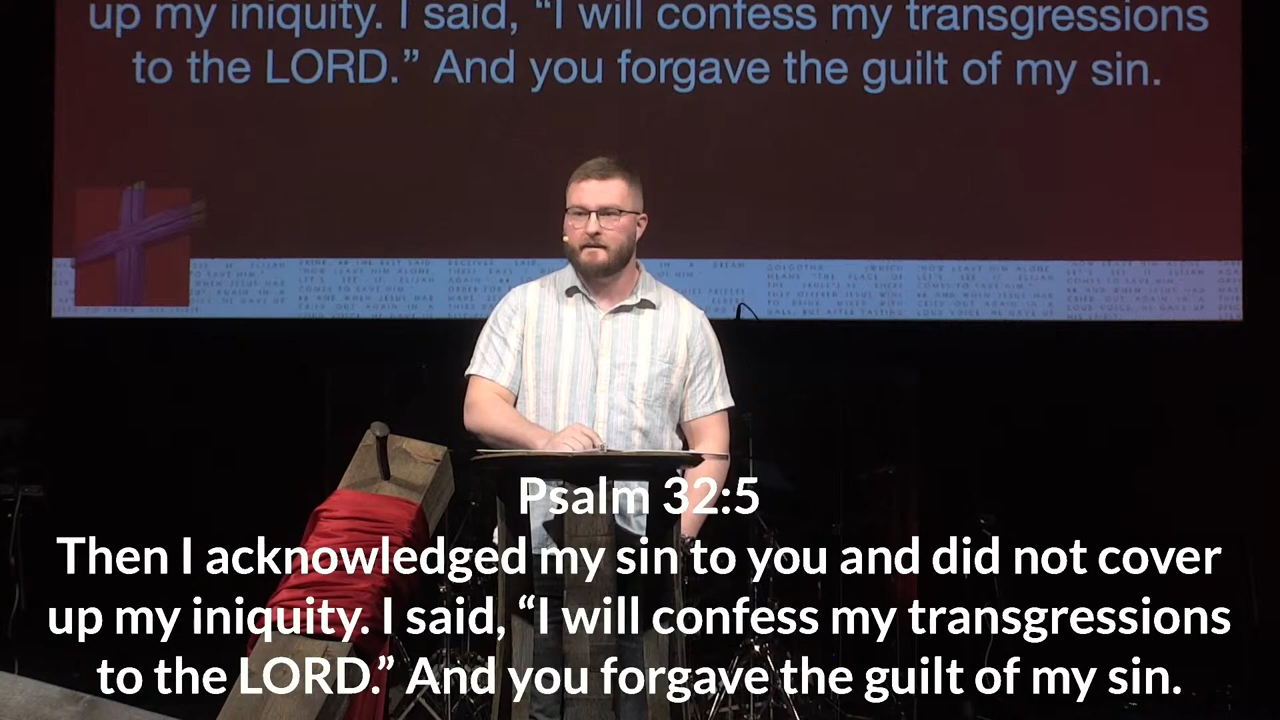 up my iniquity. I said, “I will confess my transgressions
to the LORD.” And you forgave the guilt of my sin.
Psalm 32:5
Then I acknowledged my sin to you and did not cover
up my iniquity. I said, “I will confess my transgressions
to the LORD.” And you forgave the guilt of my sin.